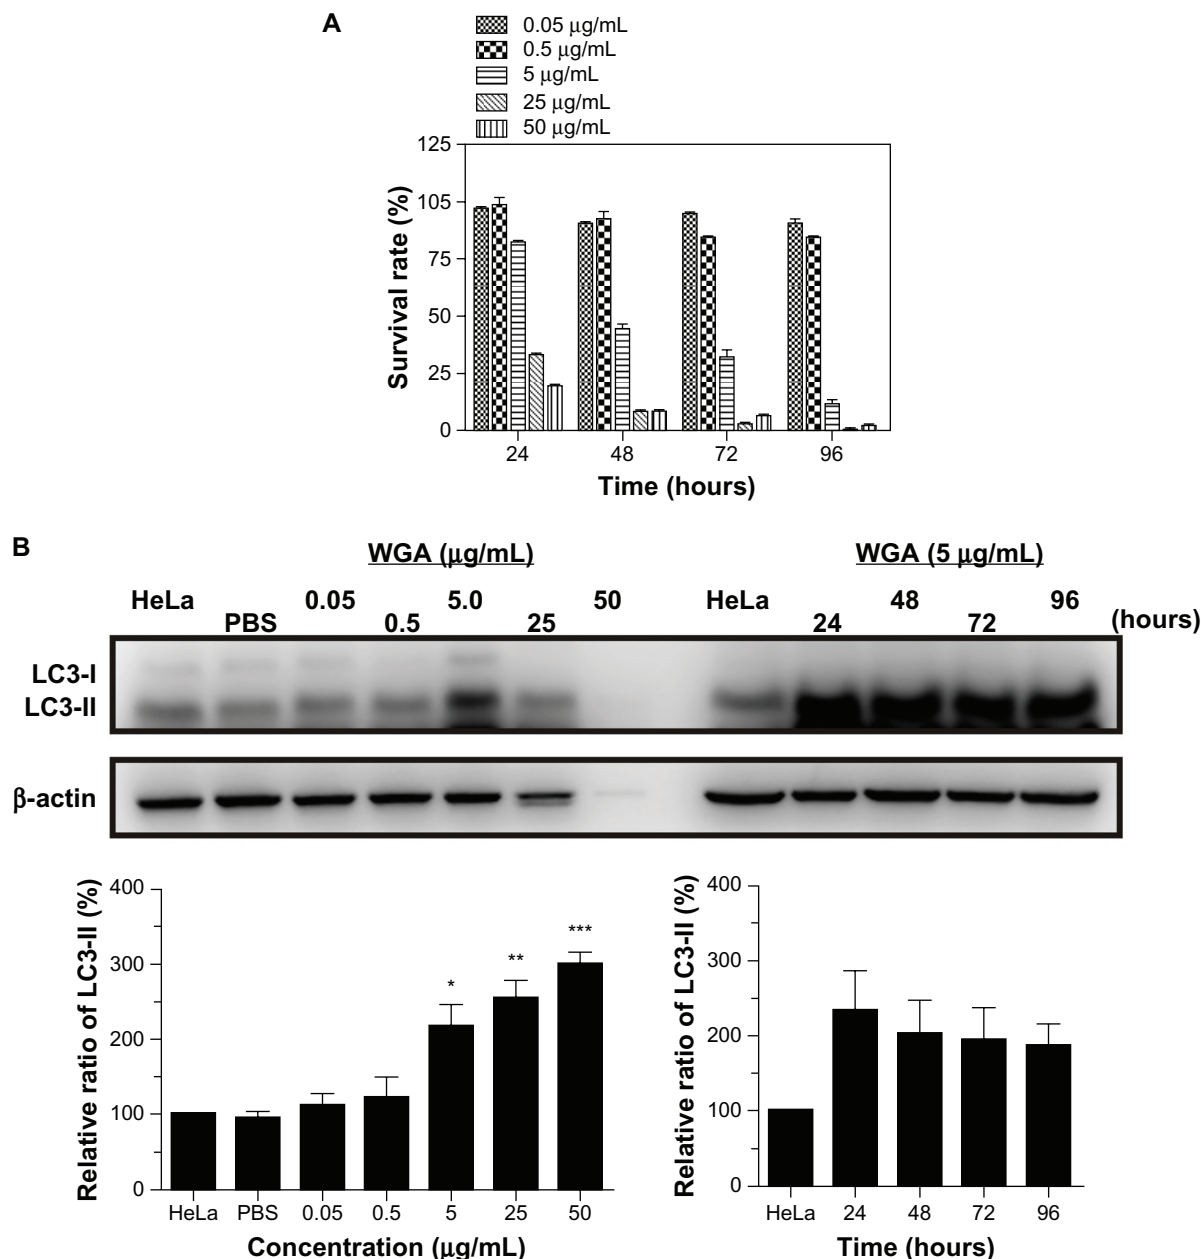 A
0.05 μg/mL
0.5 μg/mL
5 μg/mL
25 μg/mL
50 μg/mL
125
105
75
50
25
0
Survival rate (%)
24 48 72 96
Time (hours)
B
WGA (μg/mL) WGA (5 μg/mL)
HeLa 0.05 5.0 50 HeLa 48 96
PBS 0.5 25 24 72 (hours)
LC3-I
LC3-II
β-actin
400
300
200
100
0
Relative ratio of LC3-II (%)
* ** ***
HeLa PBS 0.05 0.5 5 25 50
Concentration (μg/mL)
400
300
200
100
0
Relative ratio of LC3-II (%)
HeLa 24 48 72 96
Time (hours)